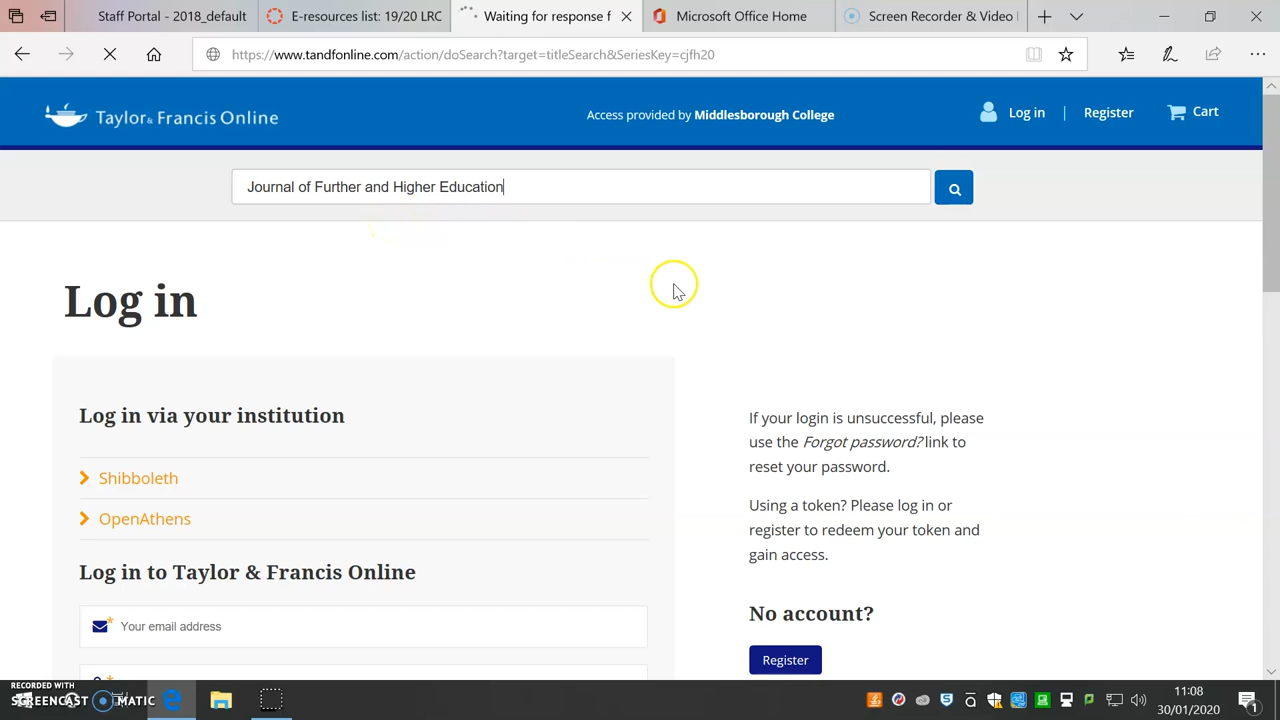 Staff Portal - 2018_default
E-resources list: 19/20 LRC
Waiting for response f
Microsoft Office Home
Screen Recorder & Video
https://www.tandfonline.com/action/doSearch?target=titleSearch&SeriesKey=cjfh20
Taylor & Francis Online
Access provided by Middlesborough College
Log in
Register
Cart
Journal of Further and Higher Education
Log in
Log in via your institution
Shibboleth
OpenAthens
Log in to Taylor & Francis Online
* Your email address
If your login is unsuccessful, please
use the Forgot password? link to
reset your password.
Using a token? Please log in or
register to redeem your token and
gain access.
No account?
Register
RECORDED WITH
SCREENCAST MATIC
11:08
30/01/2020
1